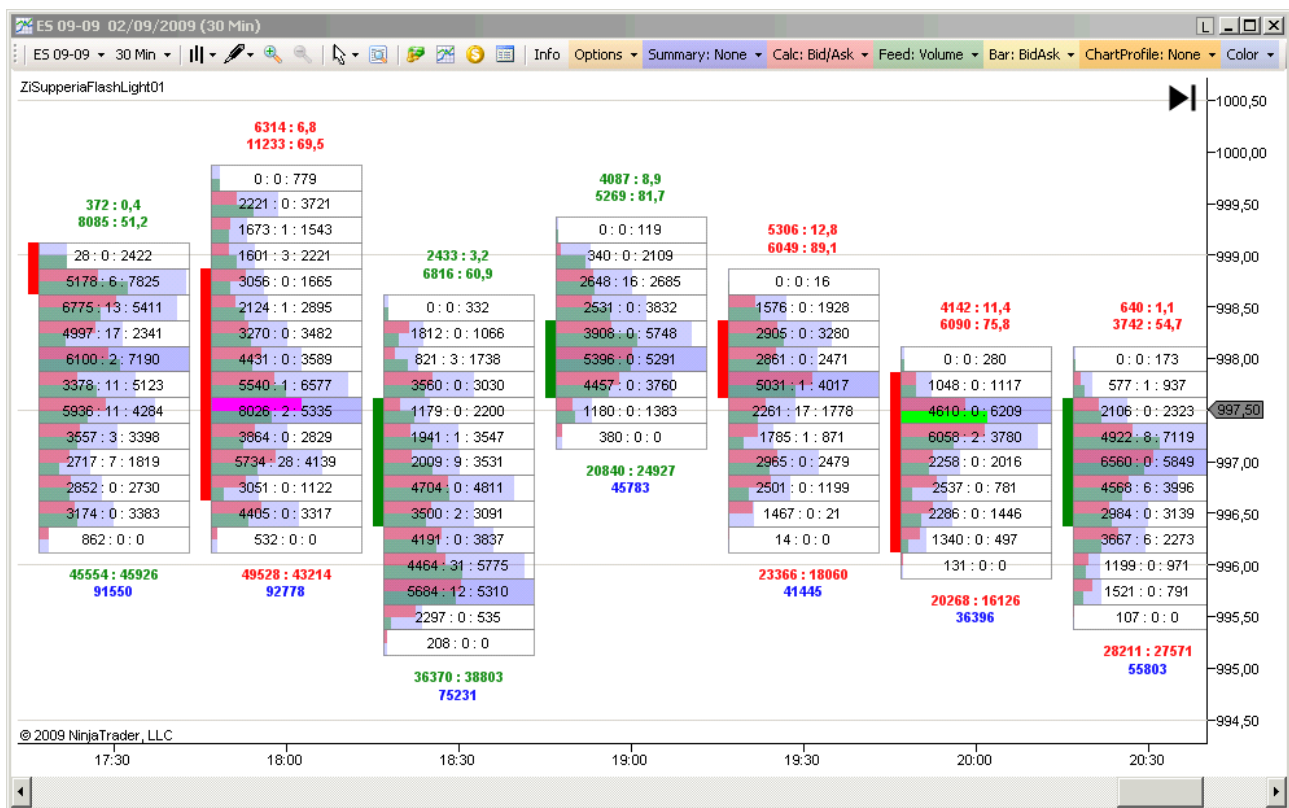 ES 09-09 02/09/2009 (30 Min)
L
ES 09-09 30 Min Info Options Summary: None Calc: Bid/Ask Feed: Volume Bar: BidAsk ChartProfile: None Color
ZiSupperiaFlashLight01
372 : 0,4
8085 : 51,2
28 : 0 : 2422
5178 : 6 : 7825
6775 : 13 : 5411
4997 : 17 : 2341
6100 : 2 : 7190
3378 : 11 : 5123
5936 : 11 : 4284
3557 : 3 : 3398
2717 : 7 : 1819
2852 : 0 : 2730
3174 : 0 : 3383
862 : 0 : 0
45554 : 45926
91550
6314 : 6,8
11233 : 69,5
0 : 0 : 779
2221 : 0 : 3721
1673 : 1 : 1543
1601 : 3 : 2221
3056 : 0 : 1665
2124 : 1 : 2895
3270 : 0 : 3482
4431 : 0 : 3589
5540 : 1 : 6577
8026 : 2 : 5335
3864 : 0 : 2829
5734 : 28 : 4139
3051 : 0 : 1122
4405 : 0 : 3317
532 : 0 : 0
49528 : 43214
92778
2433 : 3,2
6816 : 60,9
0 : 0 : 332
1812 : 0 : 1066
821 : 3 : 1738
3560 : 0 : 3030
1179 : 0 : 2200
1941 : 1 : 3547
2009 : 9 : 3531
4704 : 0 : 4811
3500 : 2 : 3091
4191 : 0 : 3837
4464 : 31 : 5775
5684 : 12 : 5310
2297 : 0 : 535
208 : 0 : 0
36370 : 38803
75231
4087 : 8,9
5269 : 81,7
0 : 0 : 119
340 : 0 : 2109
2648 : 16 : 2685
2531 : 0 : 3832
3908 : 0 : 5748
5396 : 0 : 5291
4457 : 0 : 3760
1180 : 0 : 1383
380 : 0 : 0
20840 : 24927
45783
5306 : 12,8
6049 : 89,1
0 : 0 : 16
1576 : 0 : 1928
2905 : 0 : 3280
2861 : 0 : 2471
5031 : 1 : 4017
2261 : 17 : 1778
1785 : 1 : 871
2965 : 0 : 2479
2501 : 0 : 1199
1467 : 0 : 21
14 : 0 : 0
23366 : 18060
41445
4142 : 11,4
6090 : 75,8
0 : 0 : 280
1048 : 0 : 1117
4610 : 0 : 6209
6058 : 2 : 3780
2258 : 0 : 2016
2537 : 0 : 781
2286 : 0 : 1446
1340 : 0 : 497
131 : 0 : 0
20268 : 16126
36396
640 : 1,1
3742 : 54,7
0 : 0 : 173
577 : 1 : 937
2106 : 0 : 2323
4922 : 8 : 7119
6560 : 0 : 5849
4568 : 6 : 3996
2984 : 0 : 3139
3667 : 6 : 2273
1199 : 0 : 971
1521 : 0 : 791
107 : 0 : 0
28211 : 27571
55803
1000,50
1000,00
999,50
999,00
998,50
998,00
997,50
997,00
996,50
996,00
995,50
995,00
994,50
© 2009 NinjaTrader, LLC
17:30 18:00 18:30 19:00 19:30 20:00 20:30